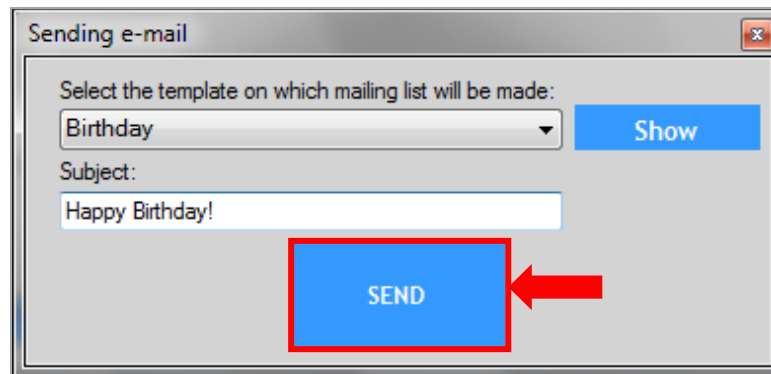 Sending e-mail
Select the template on which mailing list will be made:
Birthday
Show
Subject:
Happy Birthday!
SEND